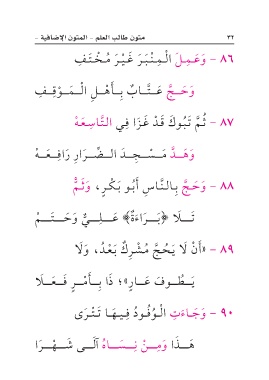 ٣٢ متون طالب العلم - المتون الإضافية -
٨٦ - وَعَمِلَ الْمِنْبَرَ غَيْرَ مُخْتَفِ
وَحَجَّ عَتَّابٌ بِأَهْلِ الْمَوْقِفِ
٨٧ - ثُمَّ تَبُوكَ قَدْ غَزَا فِي التَّاسِعَهْ
وَهَدَّ مَسْجِدَ الضِّرَارِ رَافِعَهْ
٨٨ - وَحَجَّ بِالنَّاسِ أَبُو بَكْرٍ، وَثَمّْ
تَلَا ﴿بَرَاءَةٌ﴾ عَلِيٌّ وَحَتَمْ
٨٩ - «أَنْ لَا يَحُجَّ مُشْرِكٌ بَعْدُ، وَلَا
يَطُوفَ عَارٍ»؛ ذَا بِأَمْرٍ فَعَلَا
٩٠ - وَجَاءَتِ الْوُفُودُ فِيهَا تَتْرَى
هَذَا وَمِنْ نِسَاهُ آلَى شَهْرَا